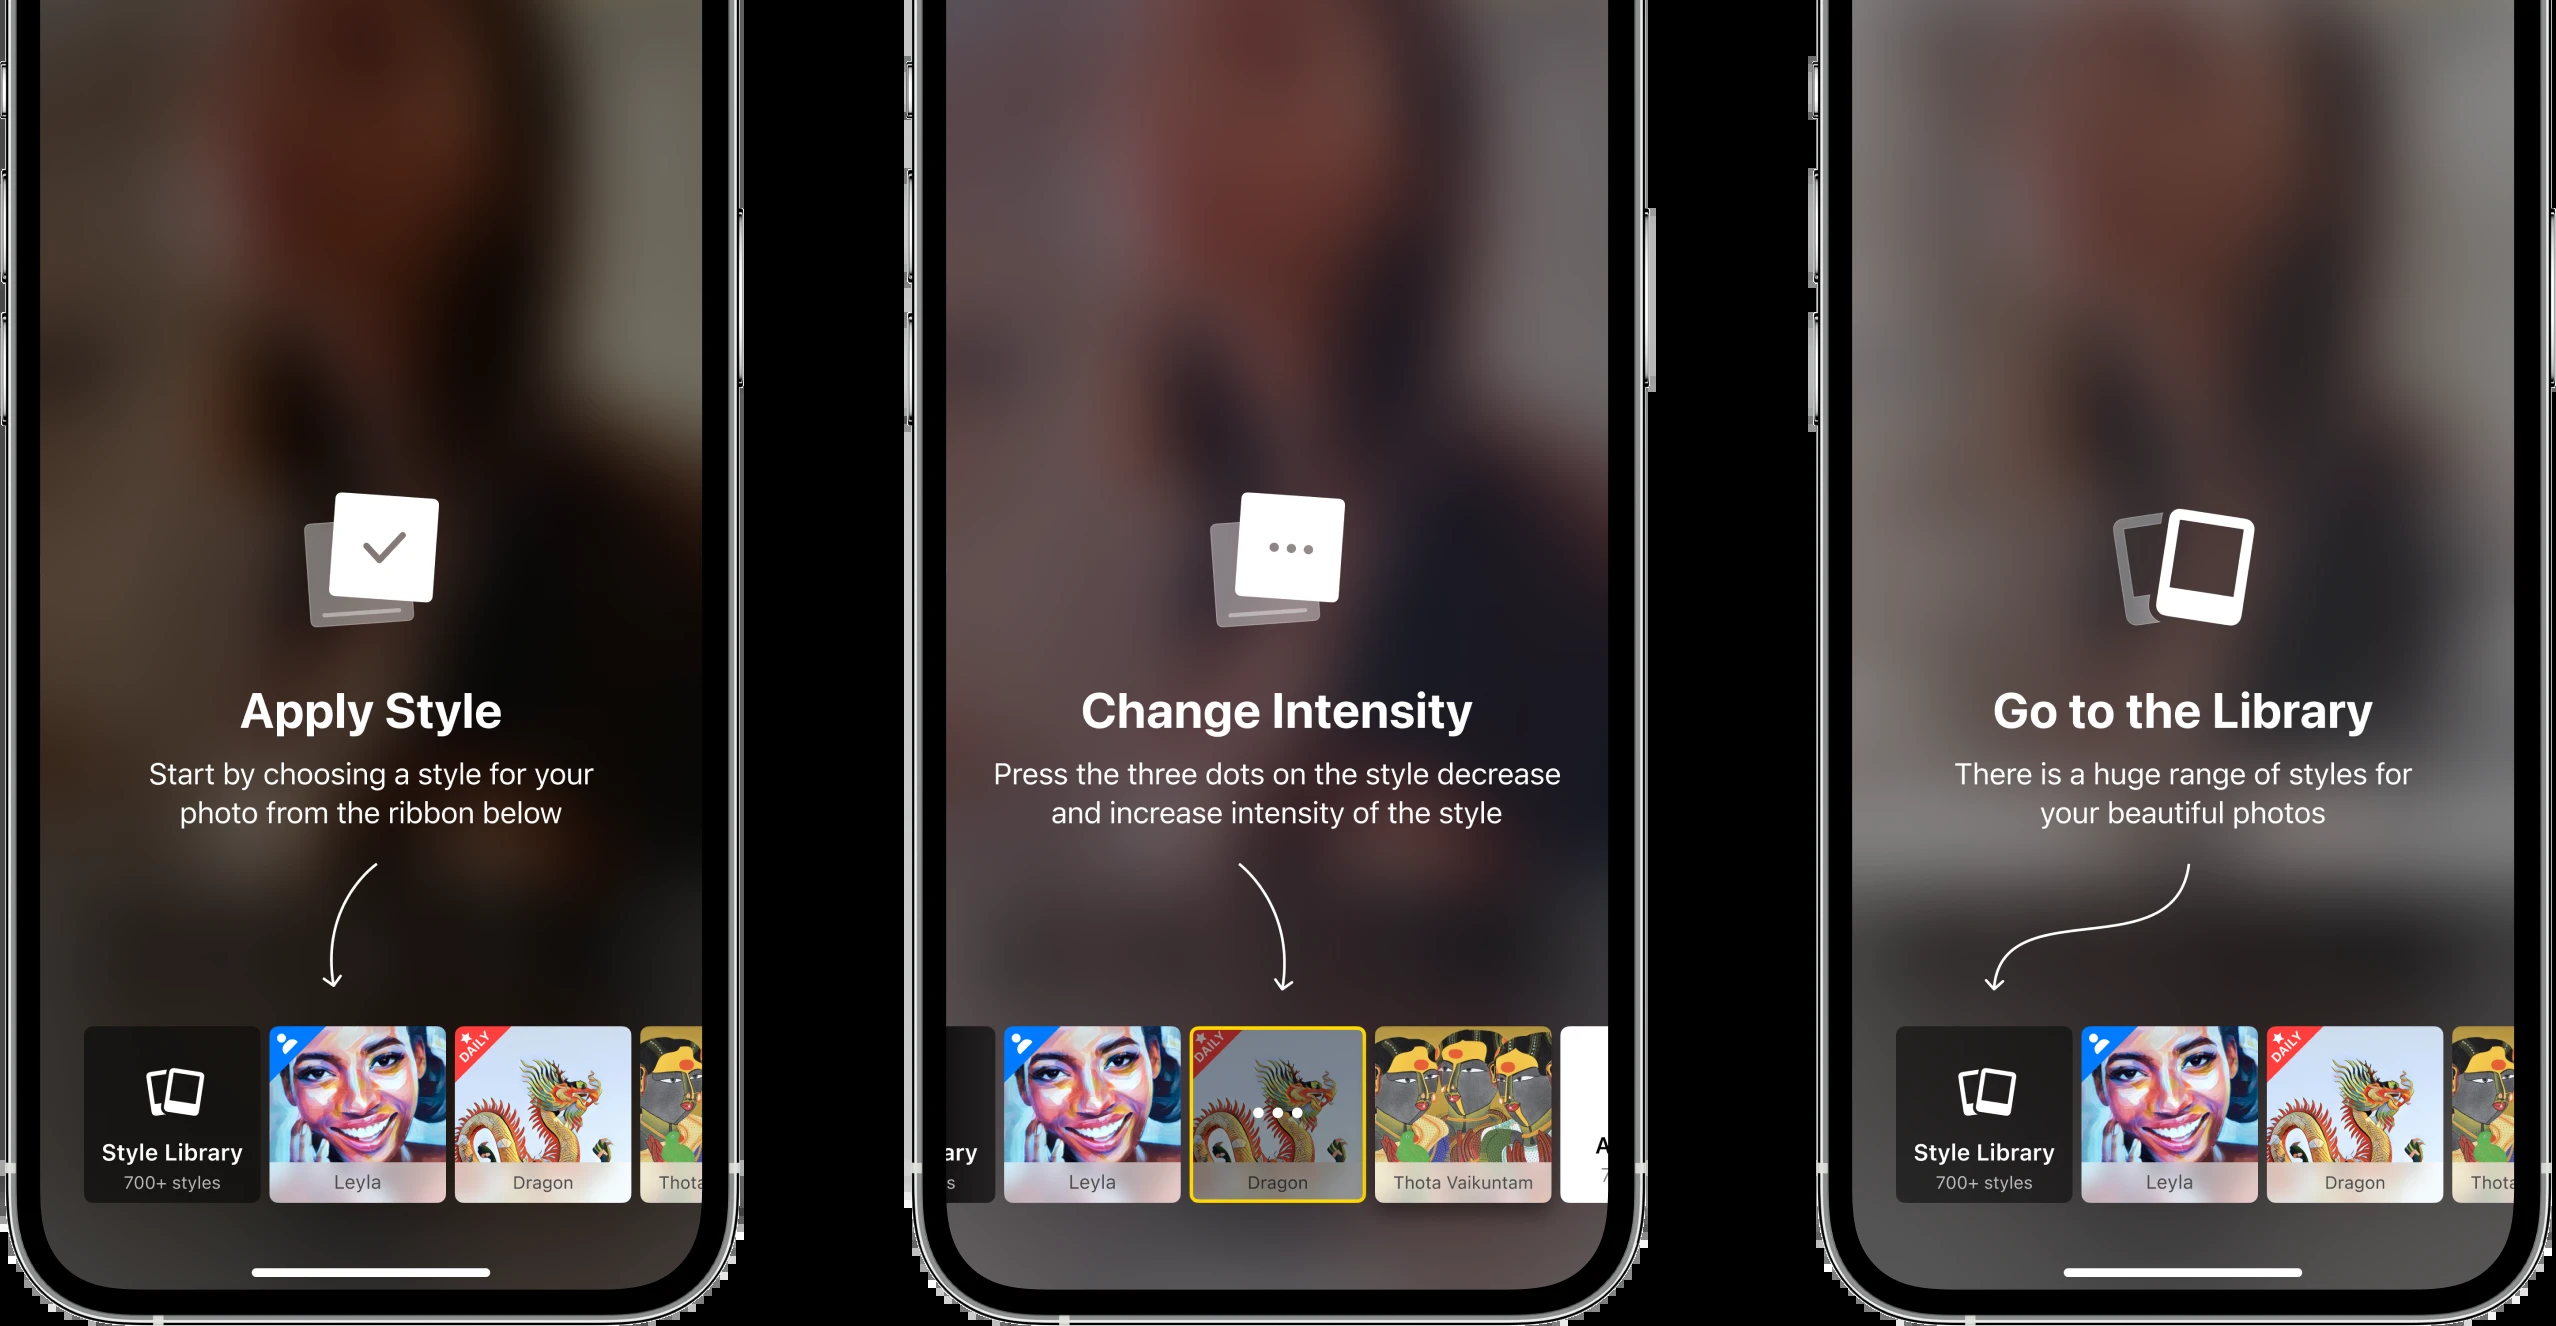 Apply Style
Start by choosing a style for your
photo from the ribbon below
Style Library
700+ styles
Leyla
DAILY
Dragon
Thota
Change Intensity
Press the three dots on the style decrease
and increase intensity of the style
ary
s
Leyla
DAILY
Dragon
Thota Vaikuntam
A
7
Go to the Library
There is a huge range of styles for
your beautiful photos
Style Library
700+ styles
Leyla
DAILY
Dragon
Thota